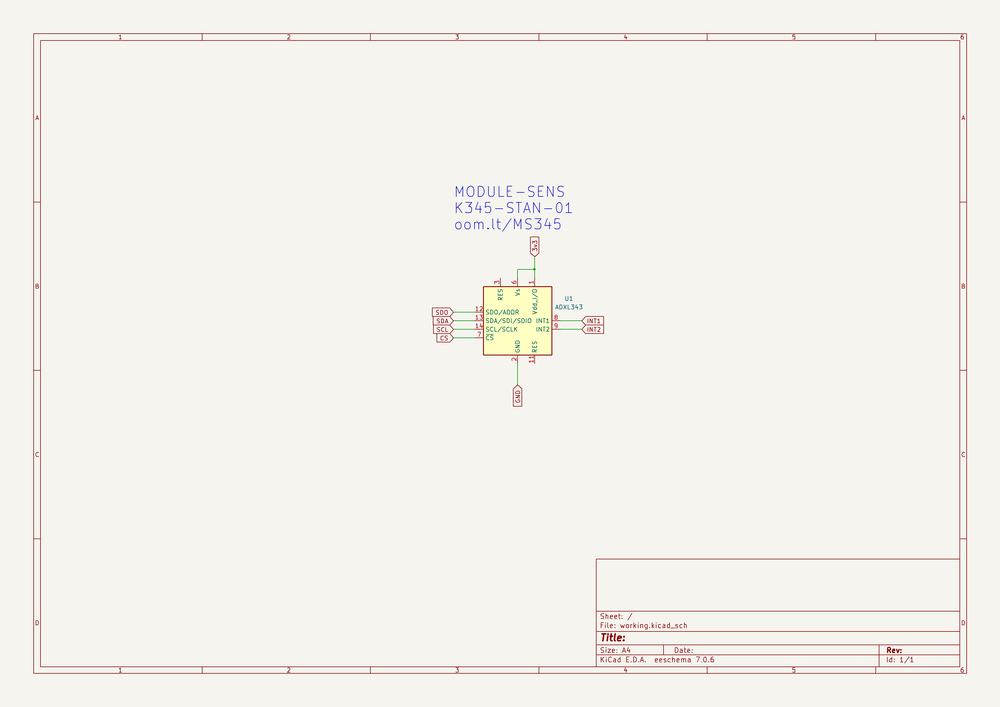 1 2 3 4 5 6
A A
MODULE-SENS
K345-STAN-01
oom.lt/MS345
3v3
B B
3 6 1
RES Vs Vdd_I/O
U1
ADXL343
SDO 12 SDO/ADDR
SDA 13 SDA/SDI/SDIO INT1 8 INT1
SCL 14 SCL/SCLK INT2 9 INT2
CS 7 CS
GND RES
2 11
GND
C C
D D
Sheet: /
File: working.kicad_sch
Title:
Size: A4 Date: Rev:
KiCad E.D.A. eeschema 7.0.6 Id: 1/1
1 2 3 4 5 6